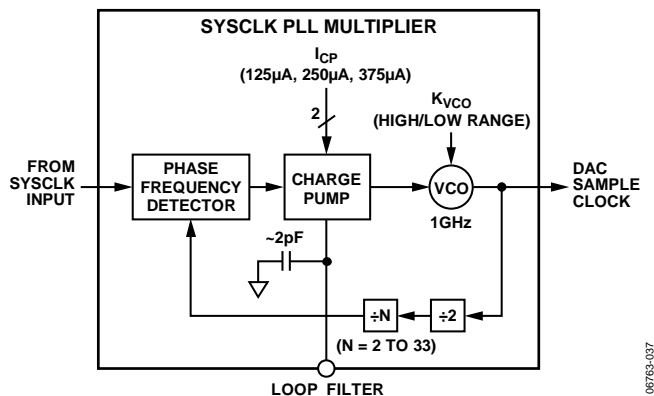 SYSCLK PLL MULTIPLIER
ICP
(125µA, 250µA, 375µA)
2
KVCO
(HIGH/LOW RANGE)
FROM
SYSCLK
INPUT
PHASE
FREQUENCY
DETECTOR
CHARGE
PUMP
VCO
1GHz
DAC
SAMPLE
CLOCK
~2pF
÷N
÷2
(N = 2 TO 33)
LOOP FILTER
06763-037